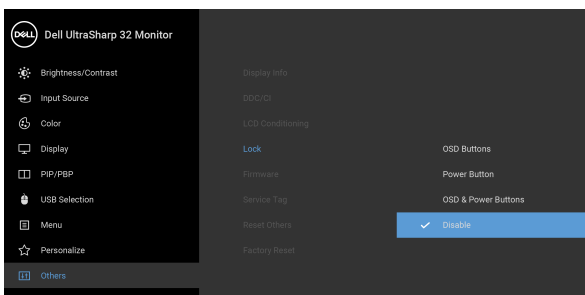 DELL Dell UltraSharp 32 Monitor
Brightness/Contrast
Input Source
Color
Display
PIP/PBP
USB Selection
Menu
Personalize
Others
Display Info
DDC/CI
LCD Conditioning
Lock
Firmware
Service Tag
Reset Others
Factory Reset
OSD Buttons
Power Button
OSD & Power Buttons
Disable